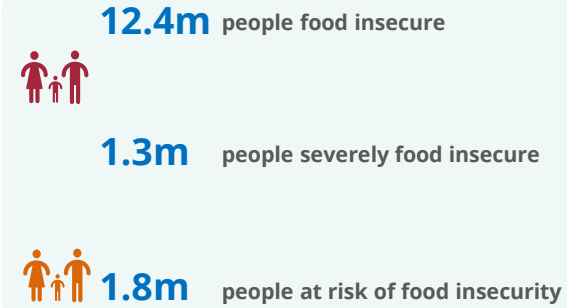 12.4m people food insecure
1.3m people severely food insecure
1.8m people at risk of food insecurity